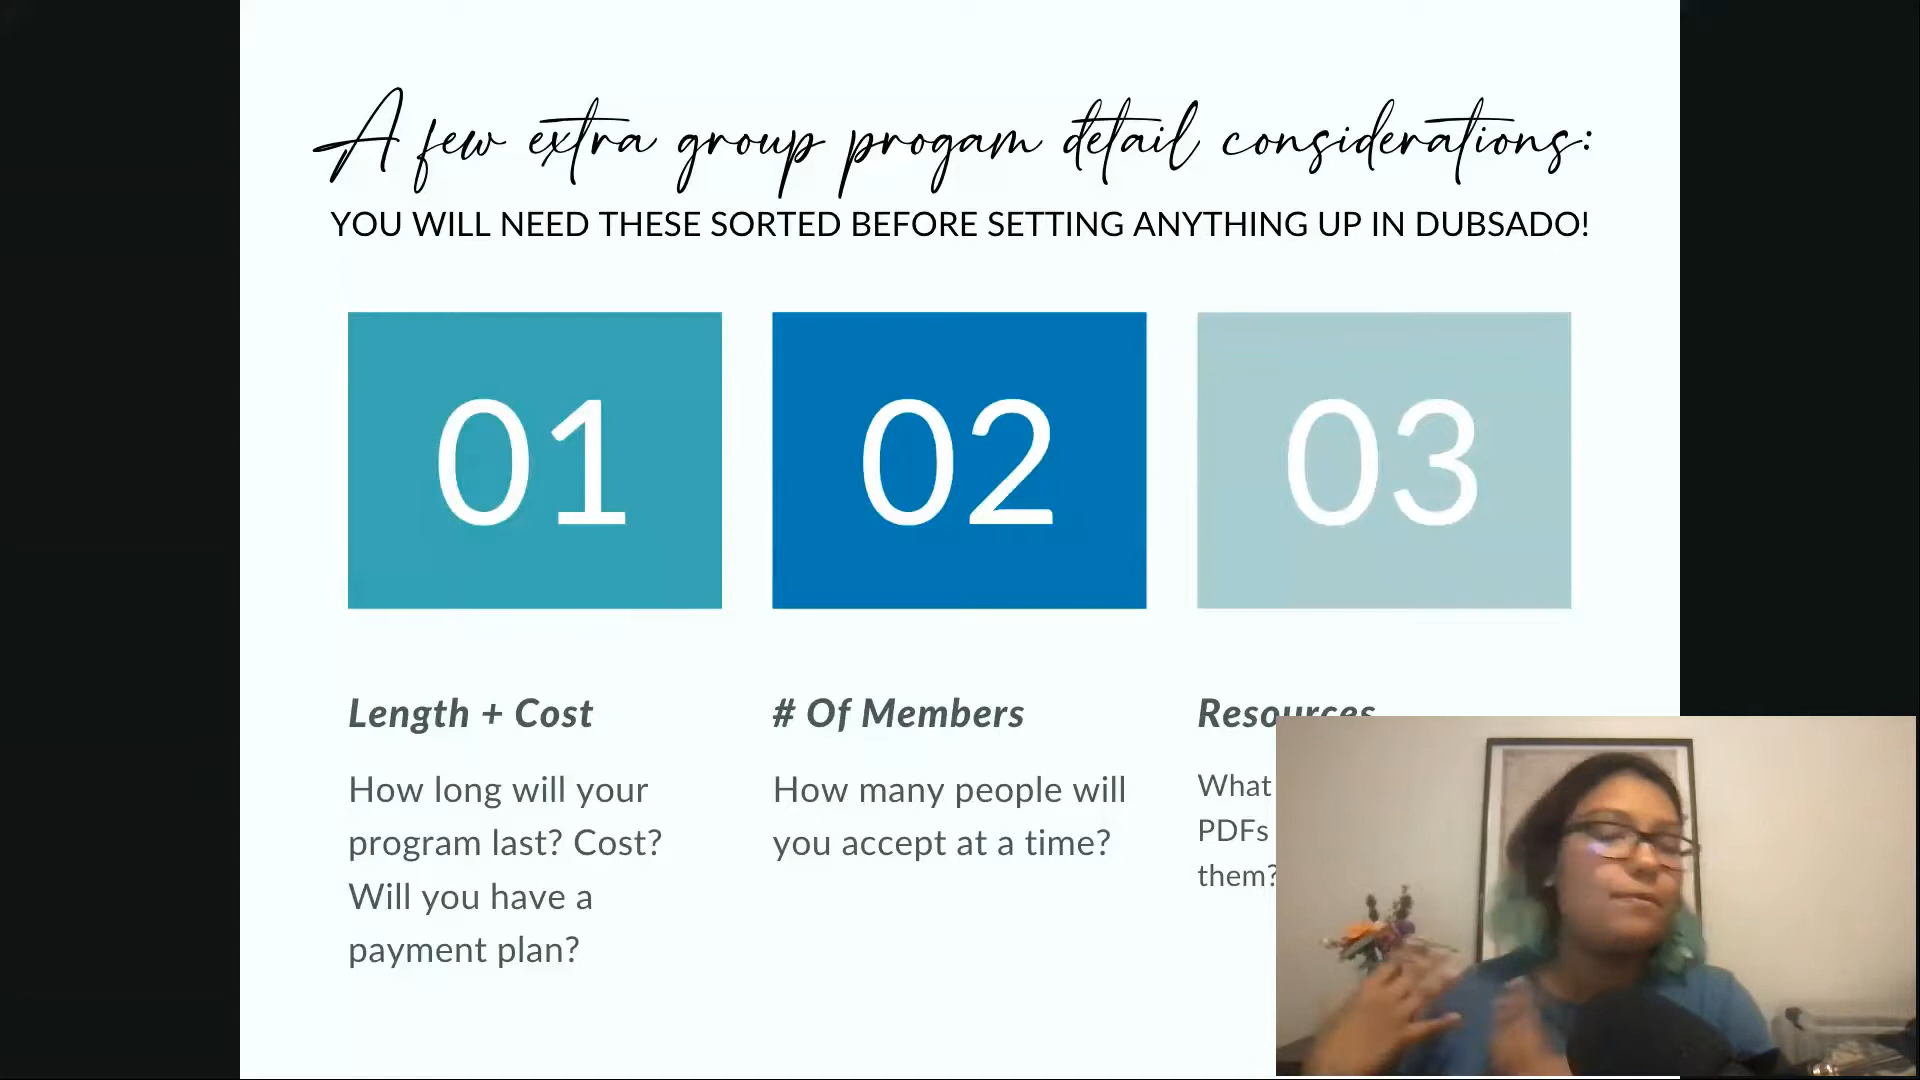 A few extra group progam detail considerations:
YOU WILL NEED THESE SORTED BEFORE SETTING ANYTHING UP IN DUBSADO!
01
02
03
Length + Cost
How long will your
program last? Cost?
Will you have a
payment plan?
# Of Members
How many people will
you accept at a time?
Resources
What
PDFs
them?